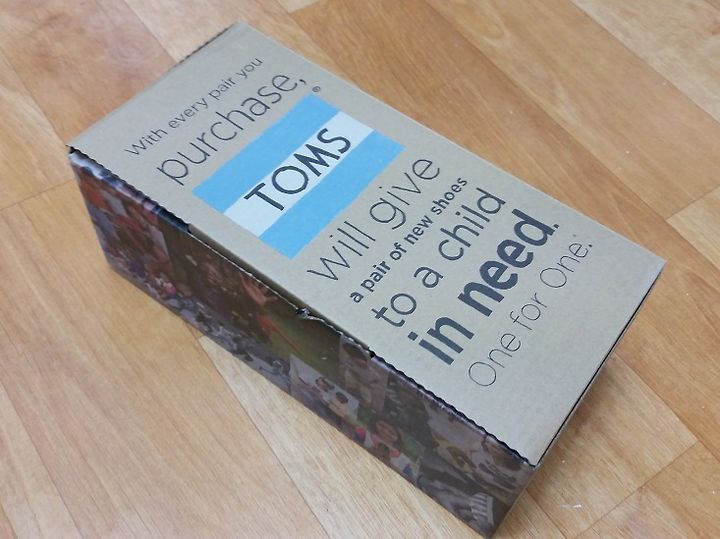 With every pair you
purchase,
TOMS®
will give
a pair of new shoes
to a child
in need.
One for One.